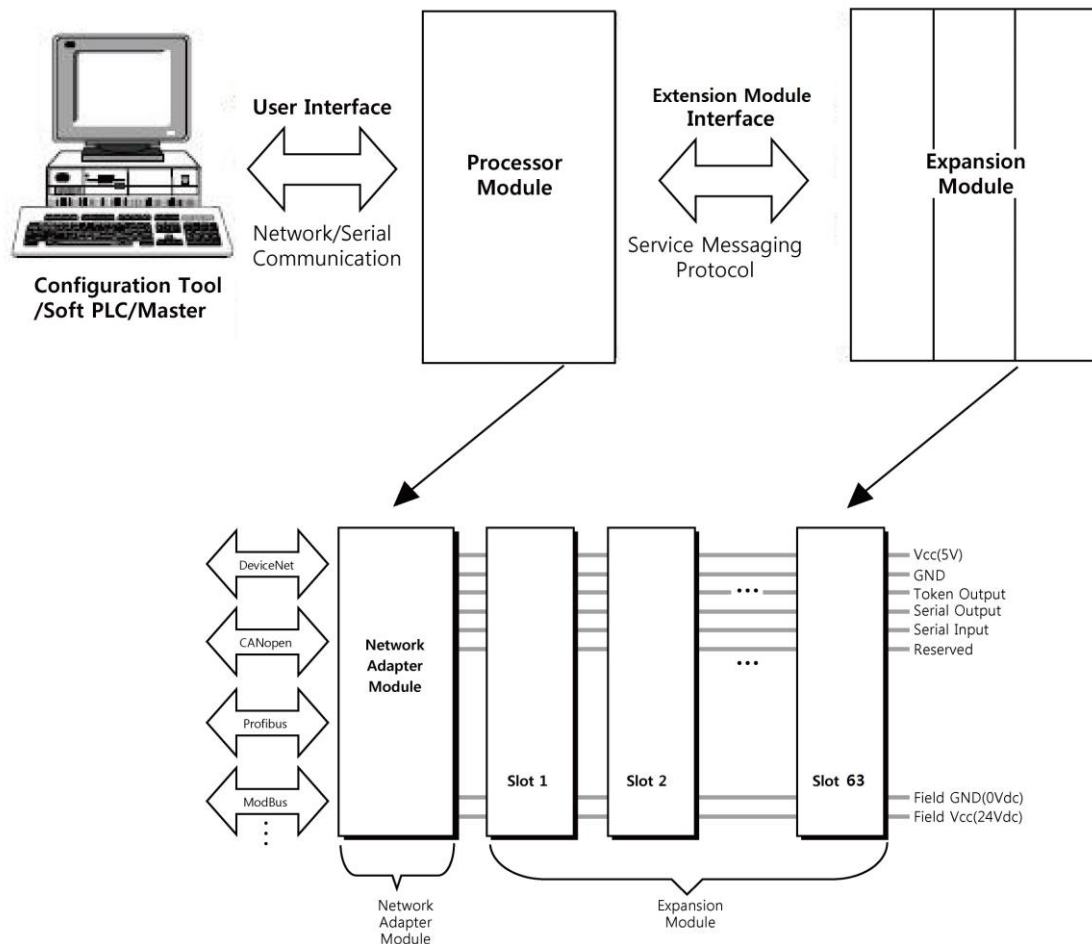 User Interface
Network/Serial
Communication
Configuration Tool
/Soft PLC/Master
Processor
Module
Extension Module
Interface
Service Messaging
Protocol
Expansion
Module
DeviceNet
CANopen
Profibus
ModBus
Network
Adapter
Module
Slot 1
Slot 2
Slot 63
Vcc(5V)
GND
Token Output
Serial Output
Serial Input
Reserved
Field GND(0Vdc)
Field Vcc(24Vdc)
Network
Adapter
Module
Expansion
Module